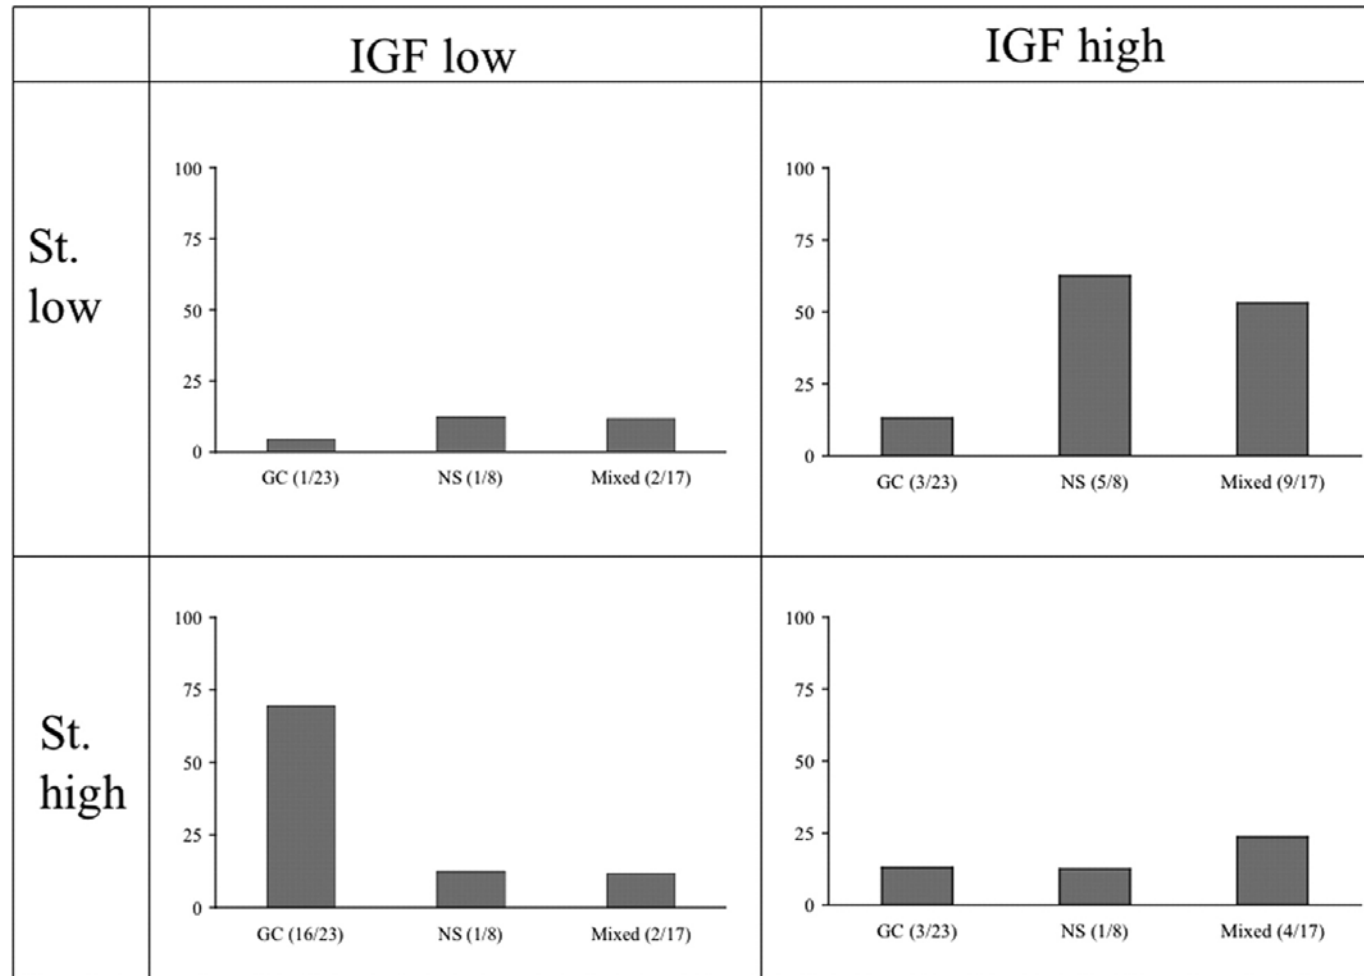 IGF low
IGF high
St.
low
100
75
50
25
0
GC (1/23) NS (1/8) Mixed (2/17)
100
75
50
25
0
GC (3/23) NS (5/8) Mixed (9/17)
St.
high
100
75
50
25
0
GC (16/23) NS (1/8) Mixed (2/17)
100
75
50
25
0
GC (3/23) NS (1/8) Mixed (4/17)